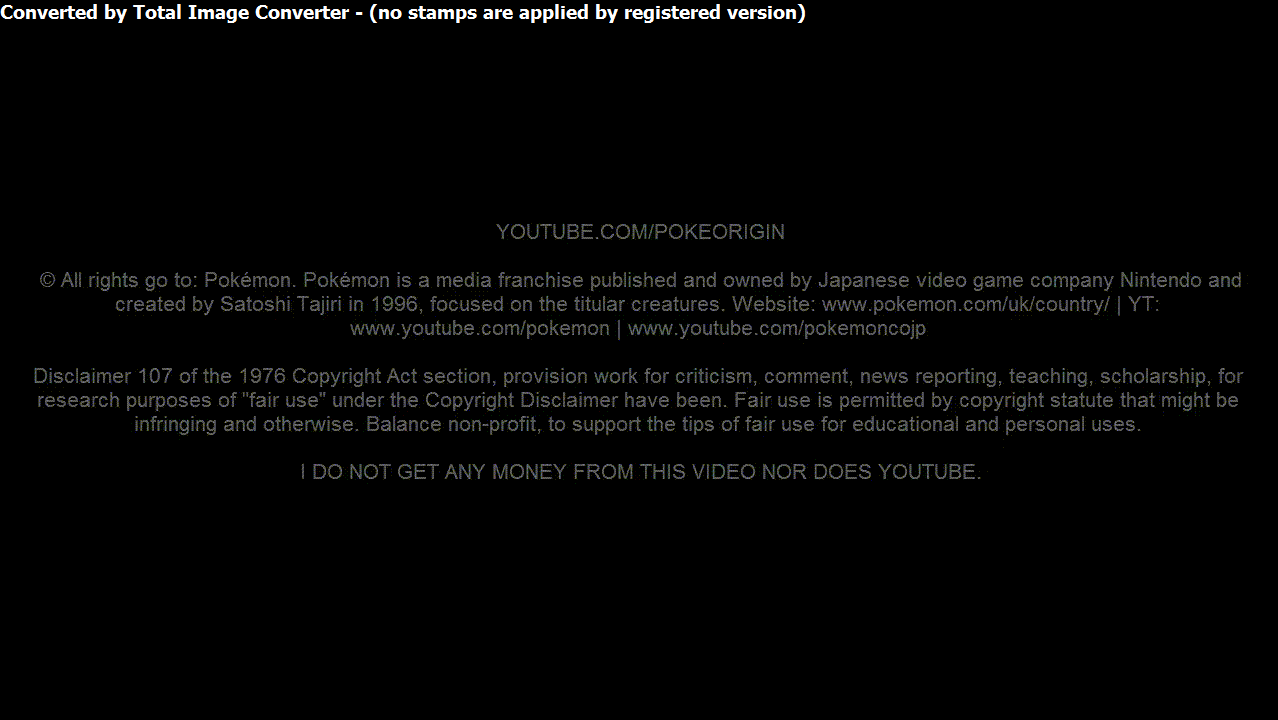 Converted by Total Image Converter - (no stamps are applied by registered version)
YOUTUBE.COM/POKEORIGIN
© All rights go to: Pokémon. Pokémon is a media franchise published and owned by Japanese video game company Nintendo and
created by Satoshi Tajiri in 1996, focused on the titular creatures. Website: www.pokemon.com/uk/country/ | YT:
www.youtube.com/pokemon | www.youtube.com/pokemoncojp
Disclaimer 107 of the 1976 Copyright Act section, provision work for criticism, comment, news reporting, teaching, scholarship, for
research purposes of "fair use" under the Copyright Disclaimer have been. Fair use is permitted by copyright statute that might be
infringing and otherwise. Balance non-profit, to support the tips of fair use for educational and personal uses.
I DO NOT GET ANY MONEY FROM THIS VIDEO NOR DOES YOUTUBE.